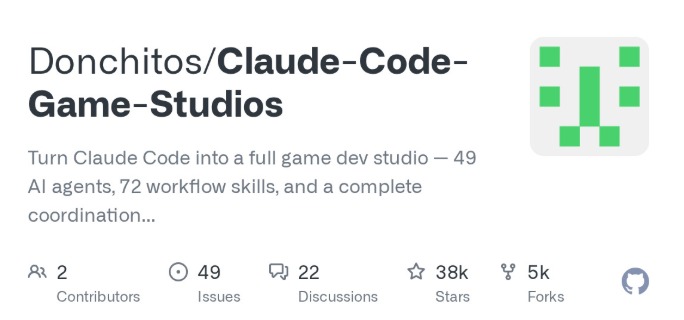 Donchitos/Claude-Code-
Game-Studios
Turn Claude Code into a full game dev studio — 49
AI agents, 72 workflow skills, and a complete
coordination...
2
Contributors
49
Issues
22
Discussions
38k
Stars
5k
Forks